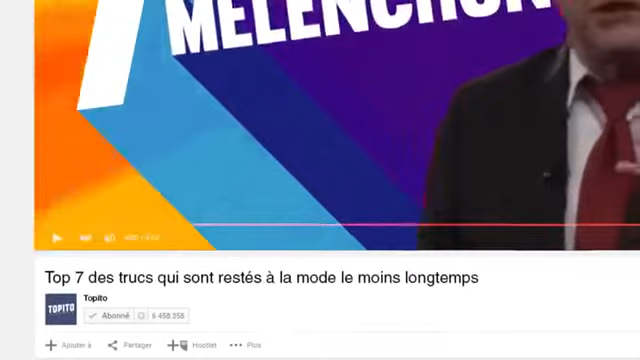 MÉLENCHON
Top 7 des trucs qui sont restés à la mode le moins longtemps
TOPITO
Topito
Abonné
6 458 358
Ajouter à
Partager
Hootlet
Plus